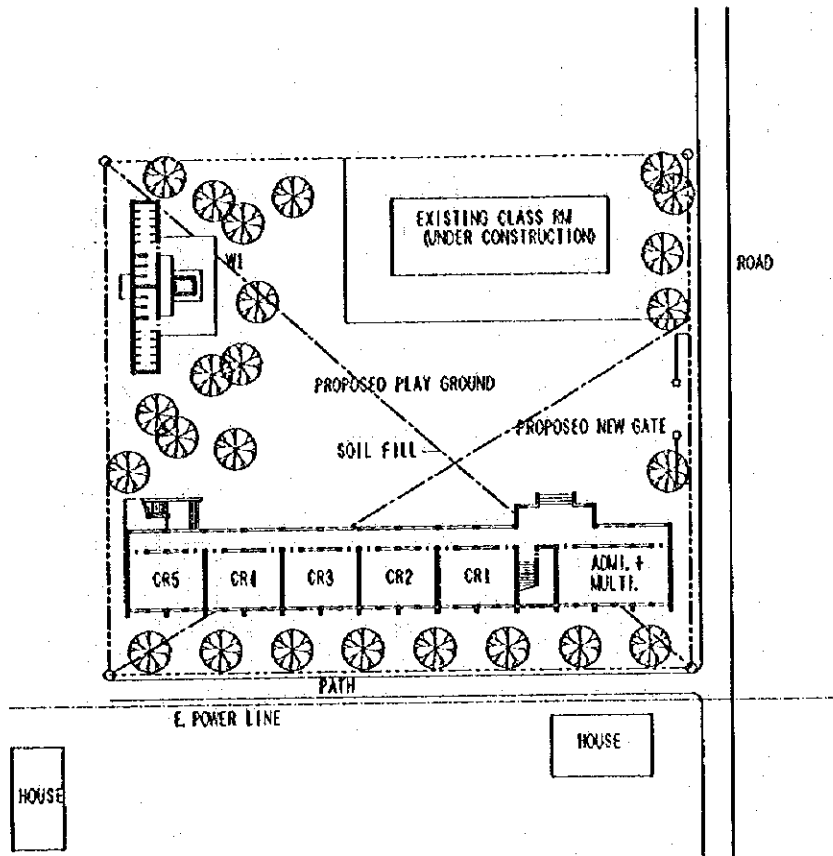 EXISTING CLASS RM
(UNDER CONSTRUCTION)
W1
ROAD
PROPOSED PLAY GROUND
PROPOSED NEW GATE
SOIL FILL
CR5
CR4
CR3
CR2
CR1
ADMI. +
MULTI.
PATH
E. POWER LINE
HOUSE
HOUSE